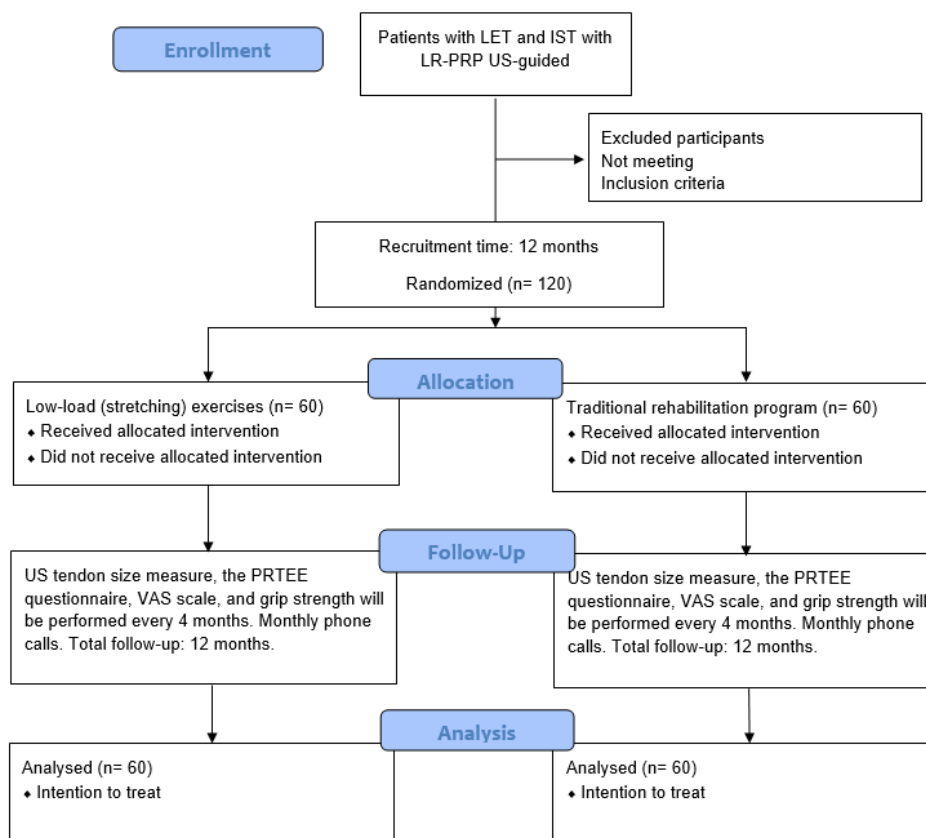 Enrollment
Patients with LET and IST with
LR-PRP US-guided
Excluded participants
Not meeting
Inclusion criteria
Recruitment time: 12 months
Randomized (n= 120)
Allocation
Low-load (stretching) exercises (n= 60)
⬥ Received allocated intervention
⬥ Did not receive allocated intervention
Traditional rehabilitation program (n= 60)
⬥ Received allocated intervention
⬥ Did not receive allocated intervention
Follow-Up
US tendon size measure, the PRTEE
questionnaire, VAS scale, and grip strength will
be performed every 4 months. Monthly phone
calls. Total follow-up: 12 months.
US tendon size measure, the PRTEE
questionnaire, VAS scale, and grip strength will
be performed every 4 months. Monthly phone
calls. Total follow-up: 12 months.
Analysis
Analysed (n= 60)
⬥ Intention to treat
Analysed (n= 60)
⬥ Intention to treat